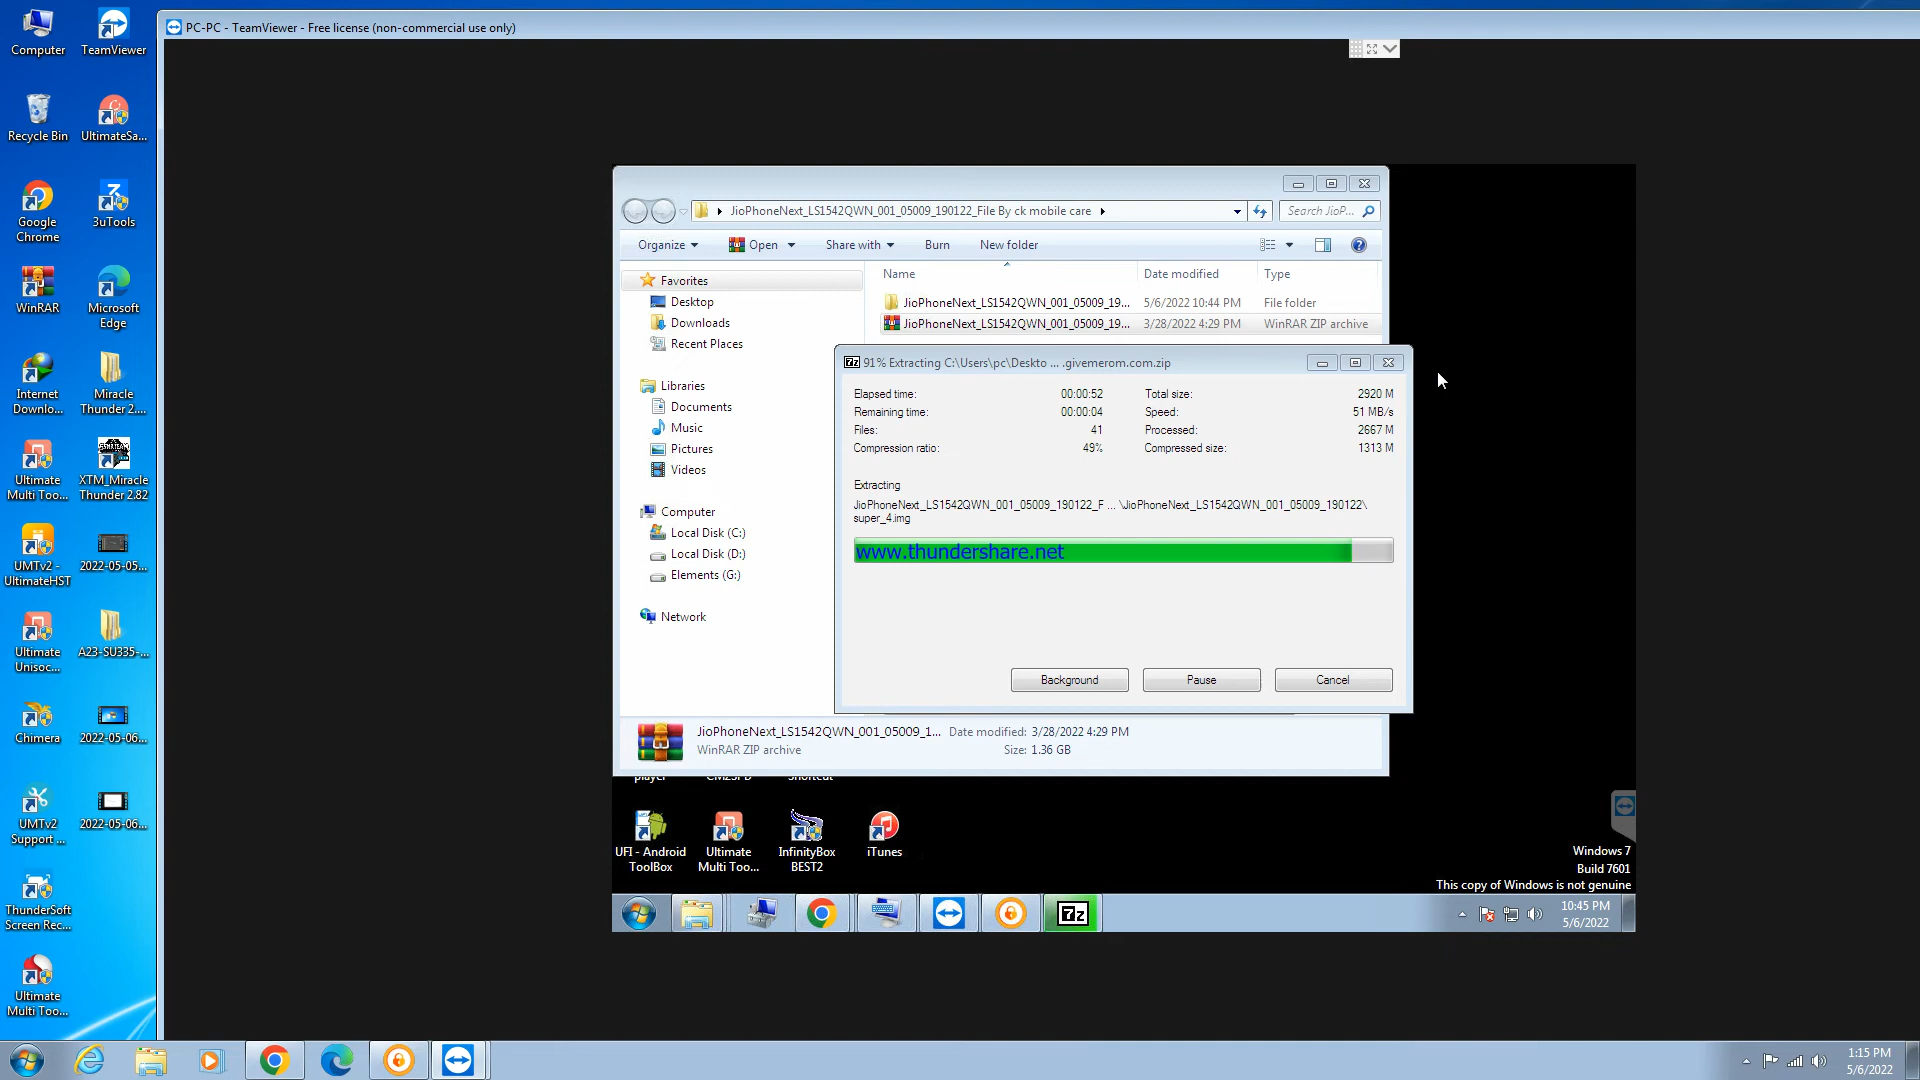 PC-PC - TeamViewer - Free license (non-commercial use only)
Computer
TeamViewer
Recycle Bin
UltimateSa...
Google
Chrome
3uTools
WinRAR
Microsoft
Edge
Internet
Downlo...
Miracle
Thunder 2....
Ultimate
Multi Too...
XTM_Miracle
Thunder 2.82
UMTv2 -
UltimateHST
2022-05-05...
Ultimate
Unisoc...
A23-SU335-...
Chimera
2022-05-06...
UMTv2
Support ...
2022-05-06...
ThunderSoft
Screen Rec...
Ultimate
Multi Too...
JioPhoneNext_LS1542QWN_001_05009_190122_File By ck mobile care
Search JioP...
Organize
Open
Share with
Burn
New folder
Favorites
Desktop
Downloads
Recent Places
Libraries
Documents
Music
Pictures
Videos
Computer
Local Disk (C:)
Local Disk (D:)
Elements (G:)
Network
Name Date modified Type
JioPhoneNext_LS1542QWN_001_05009_19... 5/6/2022 10:44 PM File folder
JioPhoneNext_LS1542QWN_001_05009_19... 3/28/2022 4:29 PM WinRAR ZIP archive
7z 91% Extracting C:\Users\pc\Deskto ... .givemerom.com.zip
Elapsed time: 00:00:52 Total size: 2920 M
Remaining time: 00:00:04 Speed: 51 MB/s
Files: 41 Processed: 2667 M
Compression ratio: 49% Compressed size: 1313 M
Extracting
JioPhoneNext_LS1542QWN_001_05009_190122_F ... \JioPhoneNext_LS1542QWN_001_05009_190122\
super_4.img
www.thundershare.net
Background
Pause
Cancel
JioPhoneNext_LS1542QWN_001_05009_1... Date modified: 3/28/2022 4:29 PM
WinRAR ZIP archive Size: 1.36 GB
player
CM2SPD
Shortcut
UFI - Android
ToolBox
Ultimate
Multi Too...
InfinityBox
BEST2
iTunes
Windows 7
Build 7601
This copy of Windows is not genuine
7z
10:45 PM
5/6/2022
1:15 PM
5/6/2022